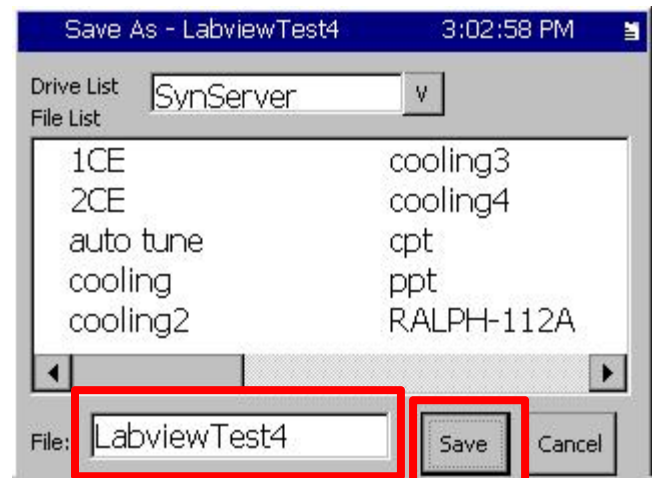 Save As - LabviewTest4 3:02:58 PM
Drive List SynServer V
File List
1CE cooling3
2CE cooling4
auto tune cpt
cooling ppt
cooling2 RALPH-112A
File: LabviewTest4 Save Cancel